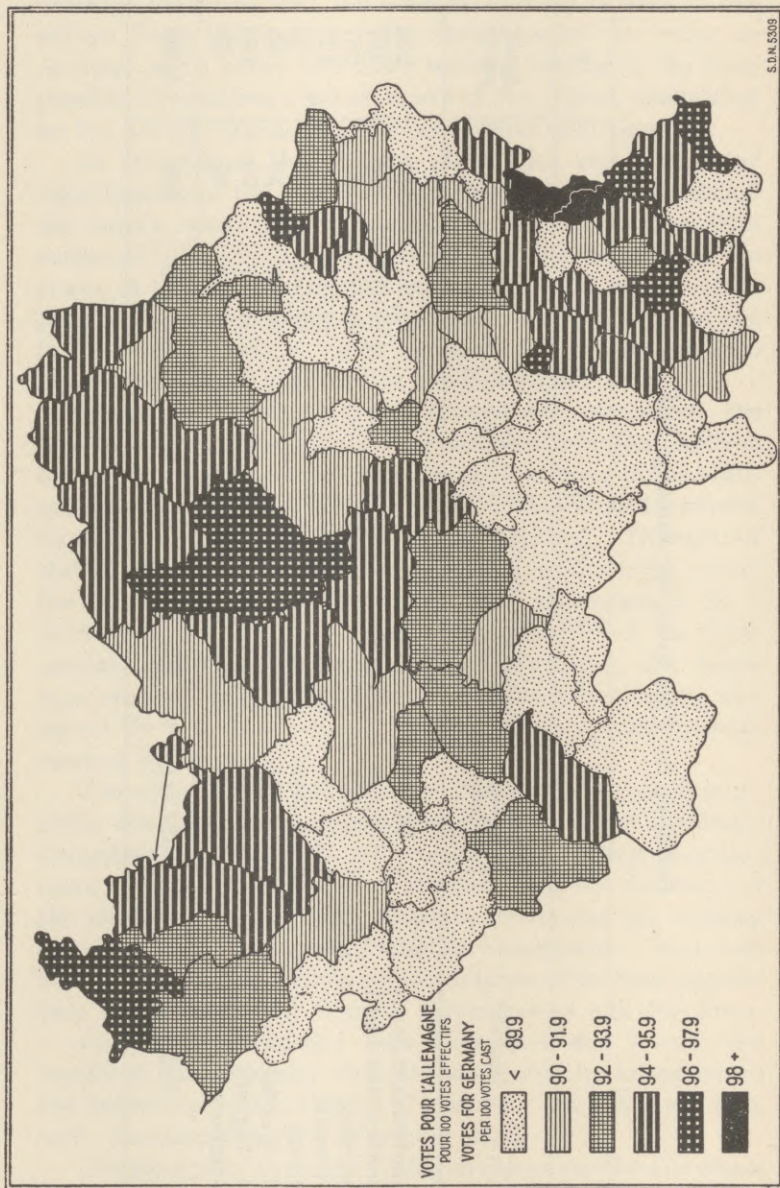 VOTES POUR L'ALLEMAGNE
POUR 100 VOTES EFFECTIFS
VOTES FOR GERMANY
PER 100 VOTES CAST
< 89.9
90 - 91.9
92 - 93.9
94 - 95.9
96 - 97.9
98 +
S.D.N. 5309